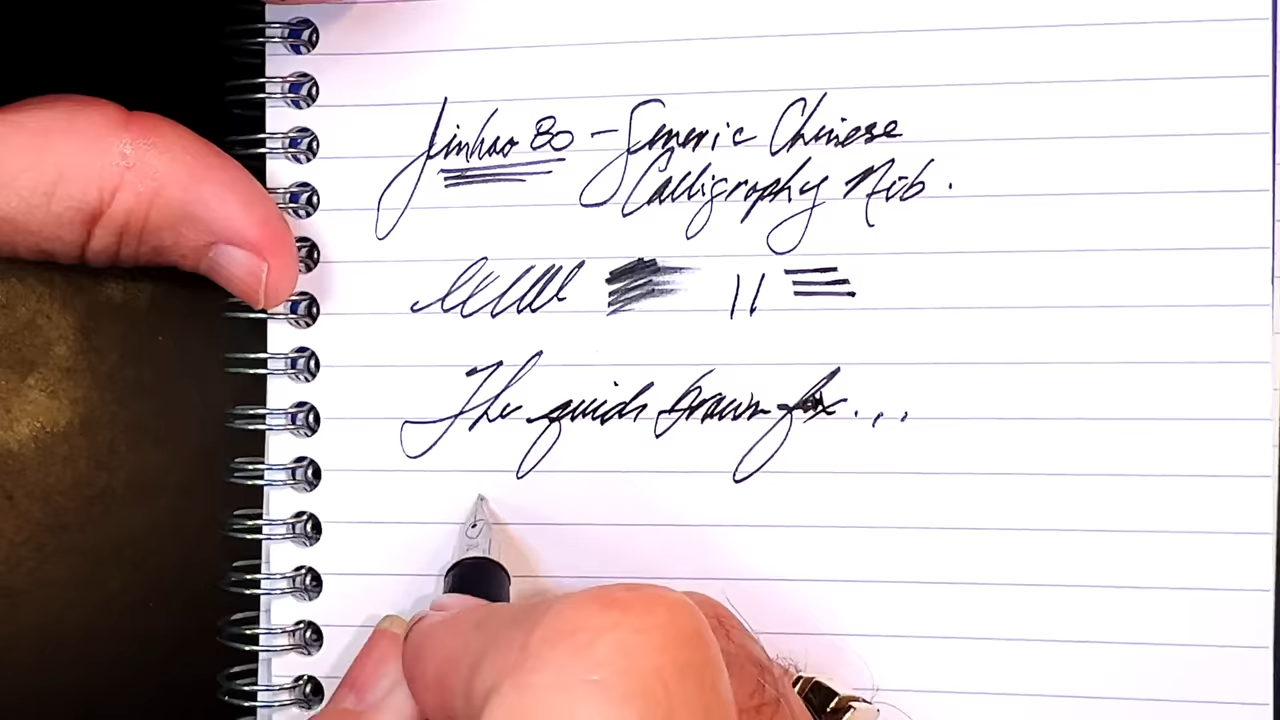 Jinhao 80 – Generic Chinese
Calligraphy Nib.
The quick brown fox...